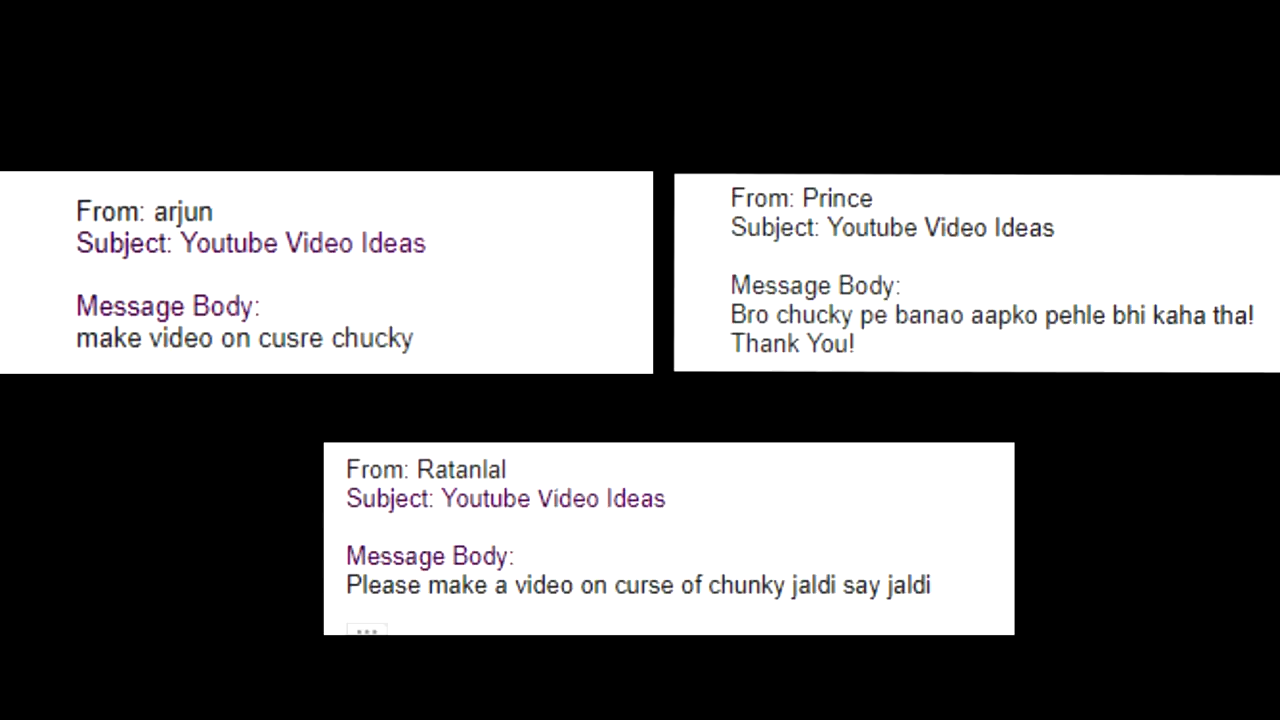 From: arjun
Subject: Youtube Video Ideas
Message Body:
make video on cusre chucky
From: Prince
Subject: Youtube Video Ideas
Message Body:
Bro chucky pe banao aapko pehle bhi kaha tha!
Thank You!
From: Ratanlal
Subject: Youtube Video Ideas
Message Body:
Please make a video on curse of chunky jaldi say jaldi